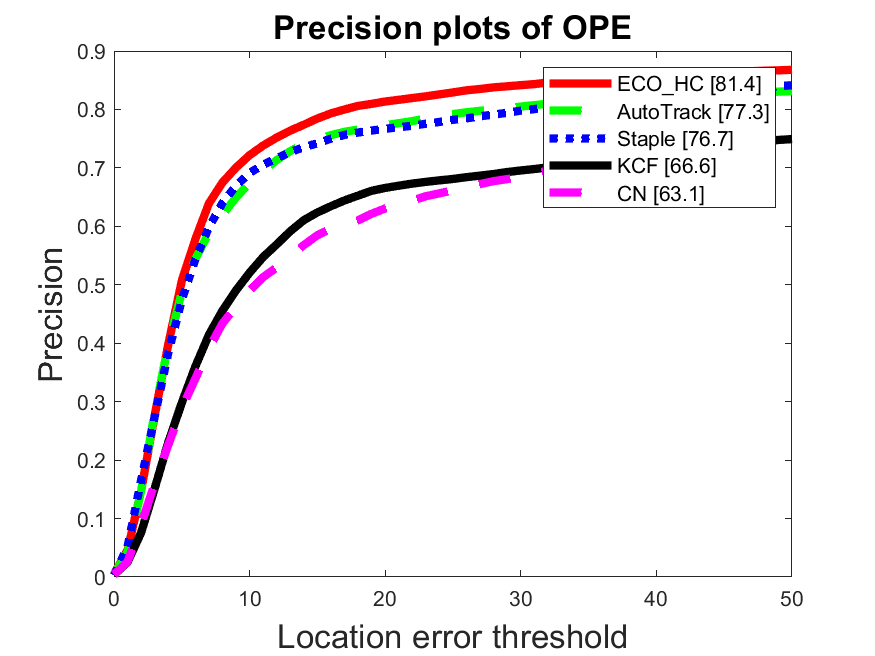 Precision plots of OPE
0.9
0.8
0.7
0.6
0.5
0.4
0.3
0.2
0.1
0
Precision
ECO_HC [81.4]
AutoTrack [77.3]
Staple [76.7]
KCF [66.6]
CN [63.1]
0 10 20 30 40 50
Location error threshold